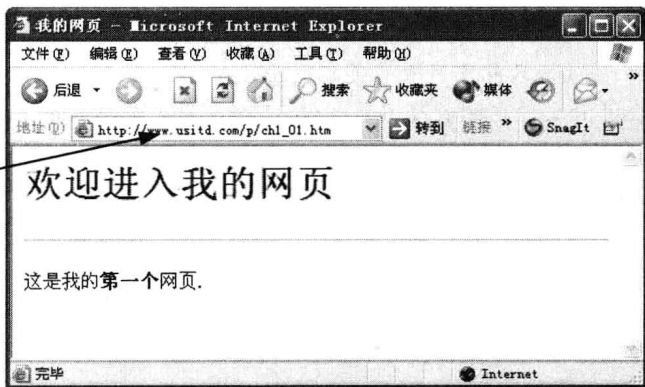 我的网页 - Microsoft Internet Explorer
文件(F) 编辑(E) 查看(V) 收藏(A) 工具(T) 帮助(H)
后退 搜索 收藏夹 媒体 »
地址(D) http://www.usitd.com/p/ch1_01.htm 转到 链接 » SnagIt
欢迎进入我的网页
这是我的第一个网页.
完毕 Internet